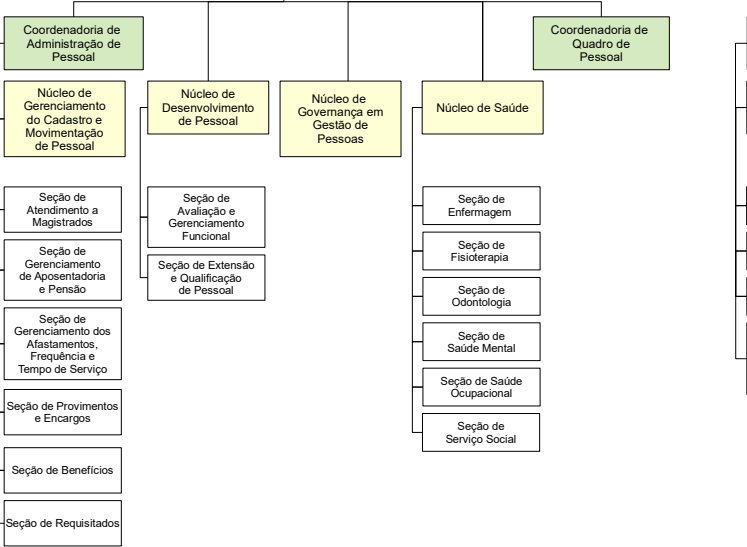 Coordenadoria de
Administração de
Pessoal
Coordenadoria de
Quadro de
Pessoal
Núcleo de
Gerenciamento
do Cadastro e
Movimentação
de Pessoal
Núcleo de
Desenvolvimento
de Pessoal
Núcleo de
Governança em
Gestão de
Pessoas
Núcleo de Saúde
Seção de
Atendimento a
Magistrados
Seção de
Gerenciamento
de Aposentadoria
e Pensão
Seção de
Gerenciamento dos
Afastamentos,
Frequência e
Tempo de Serviço
Seção de Provimentos
e Encargos
Seção de Benefícios
Seção de Requisitados
Seção de
Avaliação e
Gerenciamento
Funcional
Seção de Extensão
e Qualificação
de Pessoal
Seção de
Enfermagem
Seção de
Fisioterapia
Seção de
Odontologia
Seção de
Saúde Mental
Seção de Saúde
Ocupacional
Seção de
Serviço Social